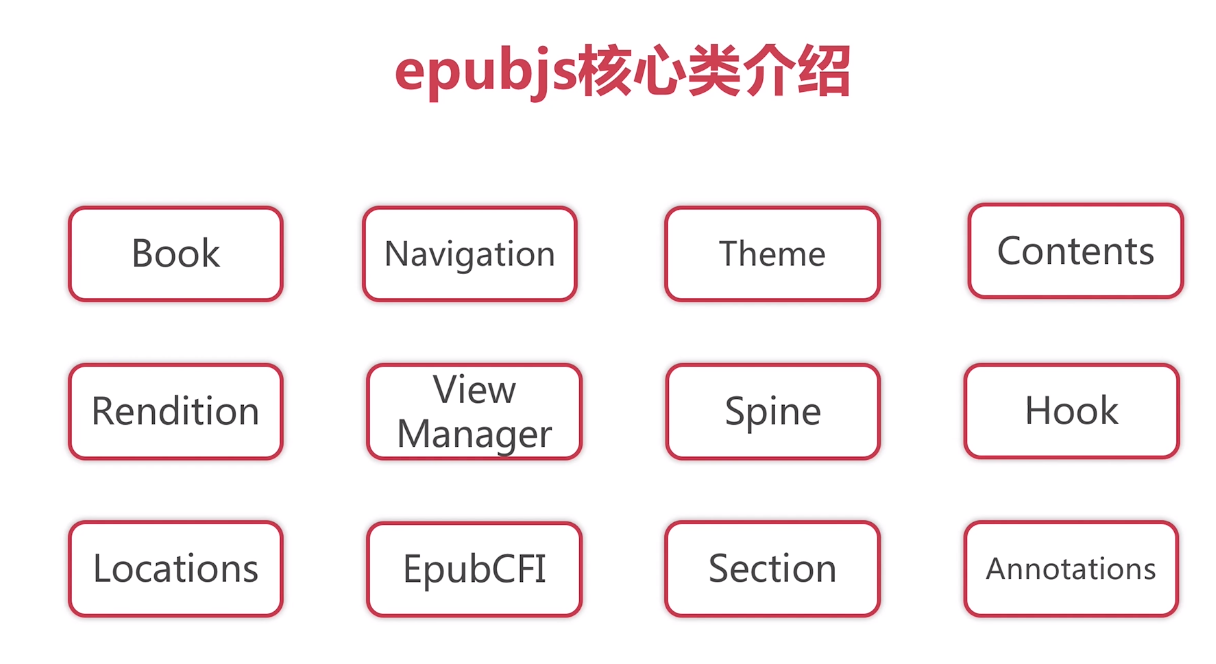 epubjs核心类介绍
Book
Navigation
Theme
Contents
Rendition
View
Manager
Spine
Hook
Locations
EpubCFI
Section
Annotations